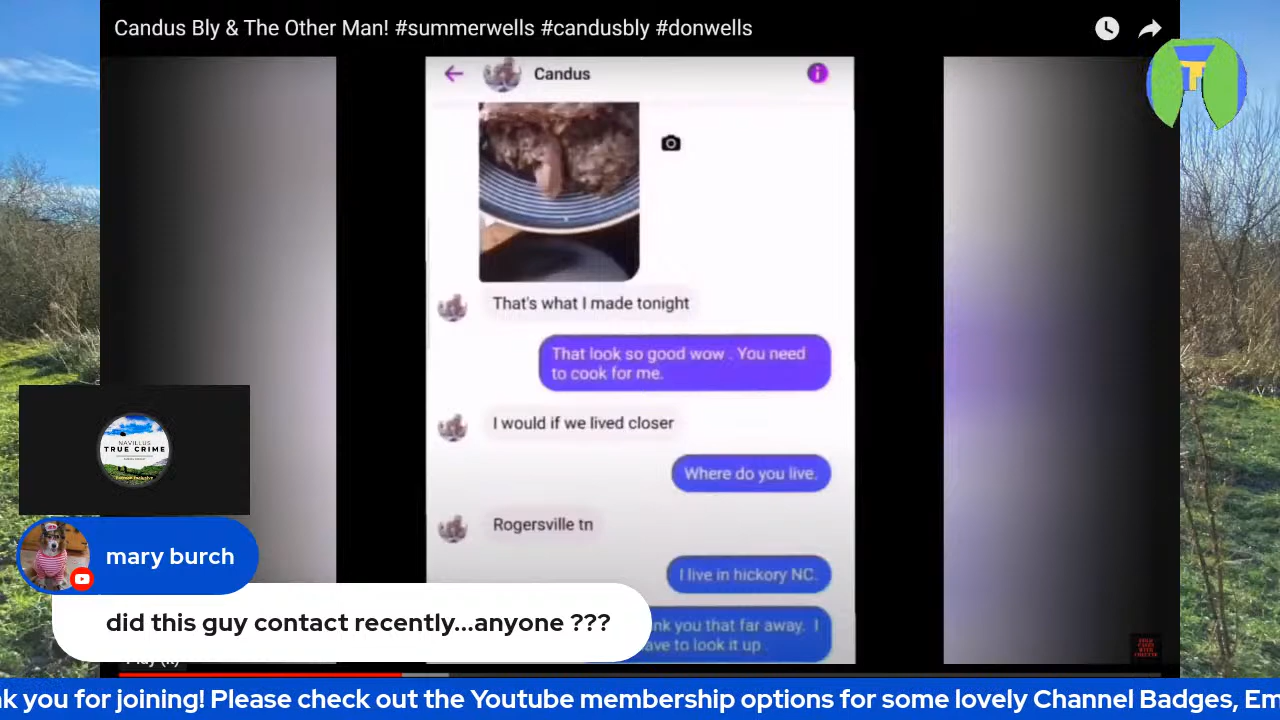 Candus Bly & The Other Man! #summerwells #candusbly #donwells
Candus
That's what I made tonight
That look so good wow . You need
to cook for me.
I would if we lived closer
Where do you live.
Rogersville tn
I live in hickory NC.
nk you that far away. I
ave to look it up
NAVILLUS
TRUE CRIME
mary burch
did this guy contact recently...anyone ???
k you for joining! Please check out the Youtube membership options for some lovely Channel Badges, Em